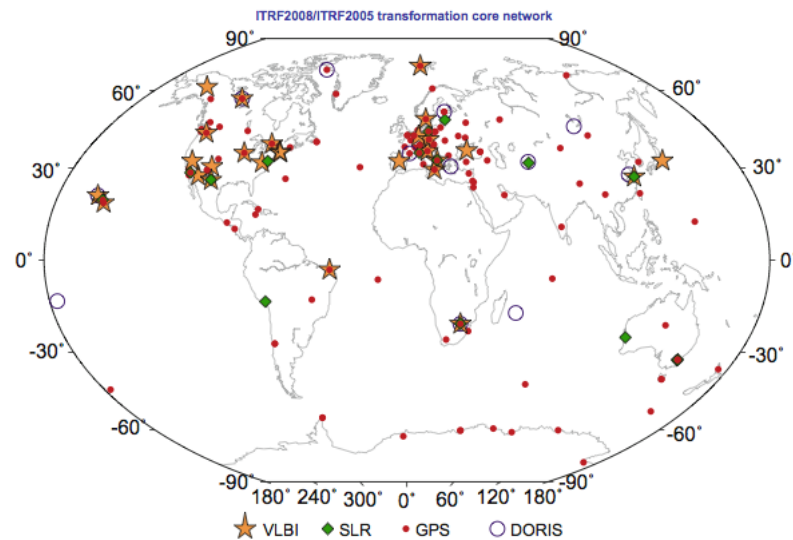 ITRF2008/ITRF2005 transformation core network
90˚ 90˚
60˚ 60˚
30˚ 30˚
0˚ 0
-30˚ -30˚
-60˚ -60˚
-90˚ -90˚
180˚ 240˚ 300˚ 0˚ 60˚ 120˚ 180˚
VLBI SLR GPS DORIS